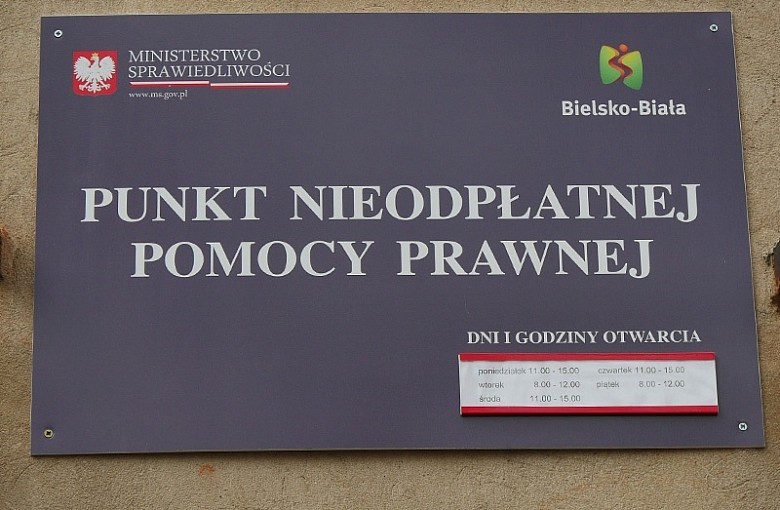 MINISTERSTWO
SPRAWIEDLIWOŚCI
www.ms.gov.pl
Bielsko-Biała
PUNKT NIEODPŁATNEJ
POMOCY PRAWNEJ
DNI I GODZINY OTWARCIA
poniedziałek 11.00 - 15.00 czwartek 11.00 - 15.00
wtorek 8.00 - 12.00 piątek 8.00 - 12.00
środa 11.00 - 15.00